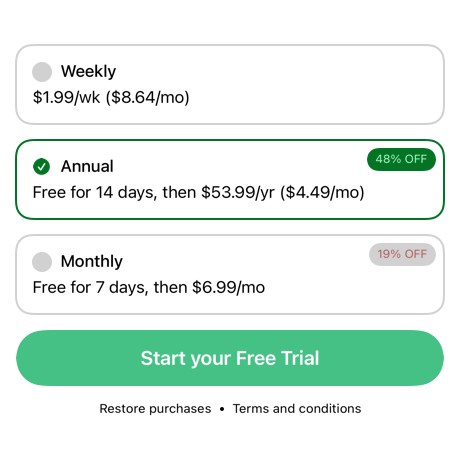 Weekly
$1.99/wk ($8.64/mo)
48% OFF
Annual
Free for 14 days, then $53.99/yr ($4.49/mo)
19% OFF
Monthly
Free for 7 days, then $6.99/mo
Start your Free Trial
Restore purchases • Terms and conditions